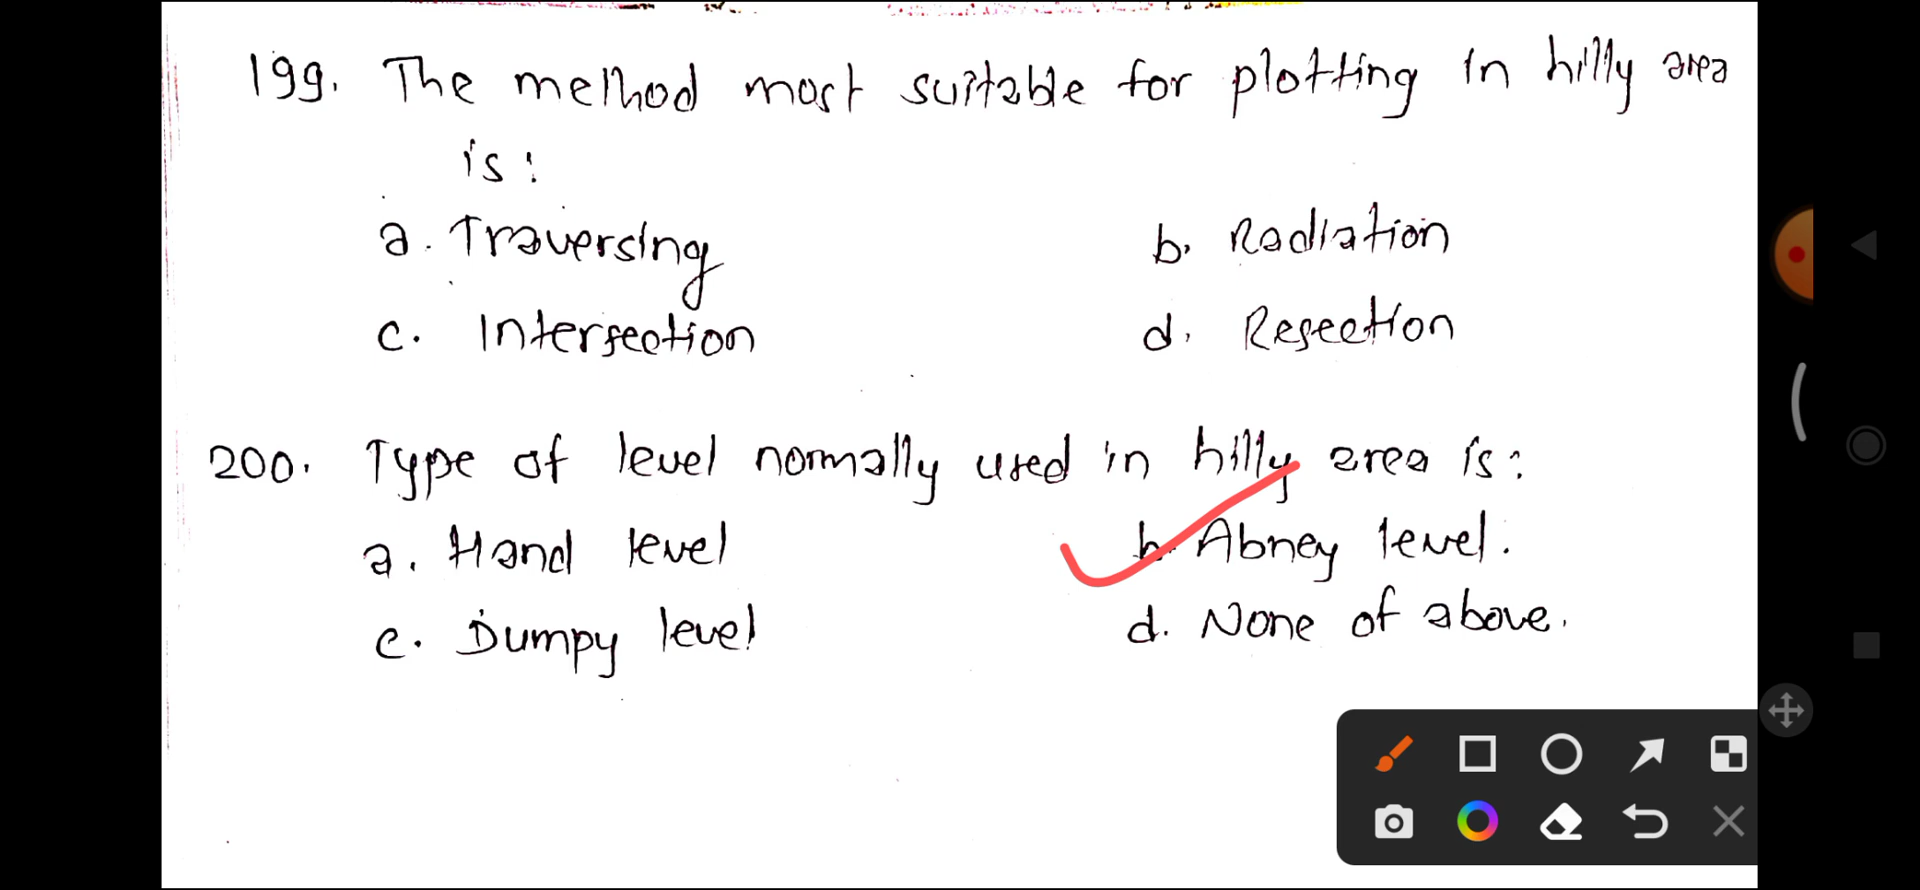 199. The method most suitable for plotting in hilly area
is:
a. Traversing b. Radiation
c. Intersection d. Resection
200. Type of level normally used in hilly area is:
a. Hand level b. Abney level.
c. Dumpy level d. None of above.